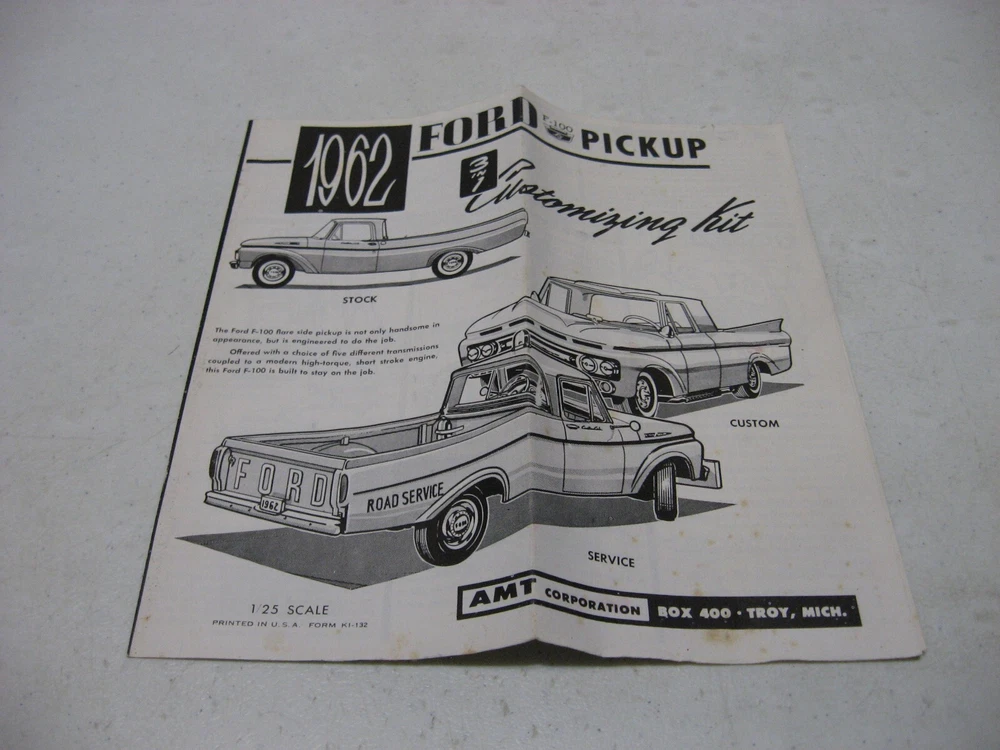 1962 FORD F-100 PICKUP
3 IN 1
Customizing Kit
STOCK
The Ford F-100 flare side pickup is not only handsome in
appearance, but is engineered to do the job.
Offered with a choice of five different transmissions
coupled to a modern high-torque, short stroke engine,
this Ford F-100 is built to stay on the job.
CUSTOM
FORD
1962
ROAD SERVICE
SERVICE
1/25 SCALE
PRINTED IN U.S.A. FORM KI-132
AMT CORPORATION BOX 400 · TROY, MICH.